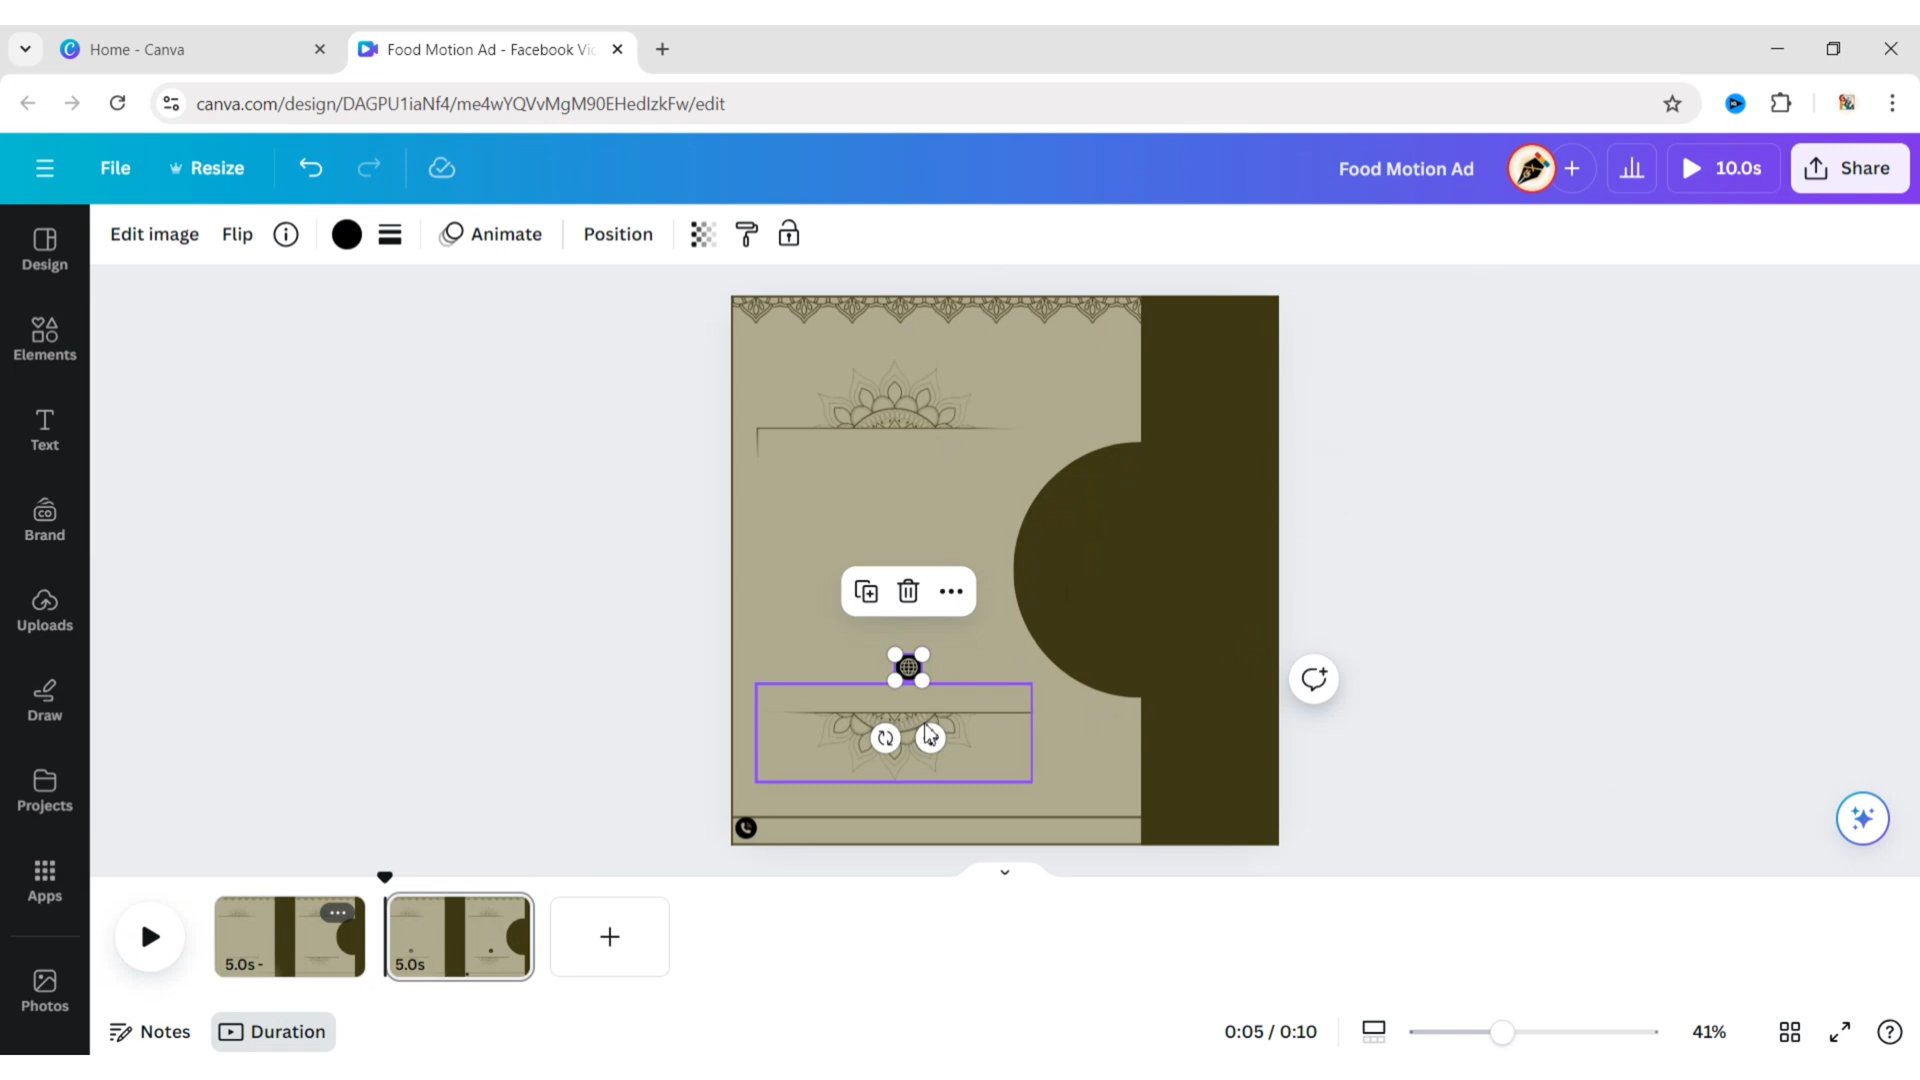 Home - Canva
Food Motion Ad - Facebook Vi
canva.com/design/DAGPU1iaNf4/me4wYQVvMgM90EHedIzkFw/edit
File
Resize
Food Motion Ad
10.0s
Share
Edit image
Flip
Animate
Position
Design
Elements
Text
Brand
Uploads
Draw
Projects
Apps
Photos
5.0s -
5.0s
Notes
Duration
0:05 / 0:10
41%